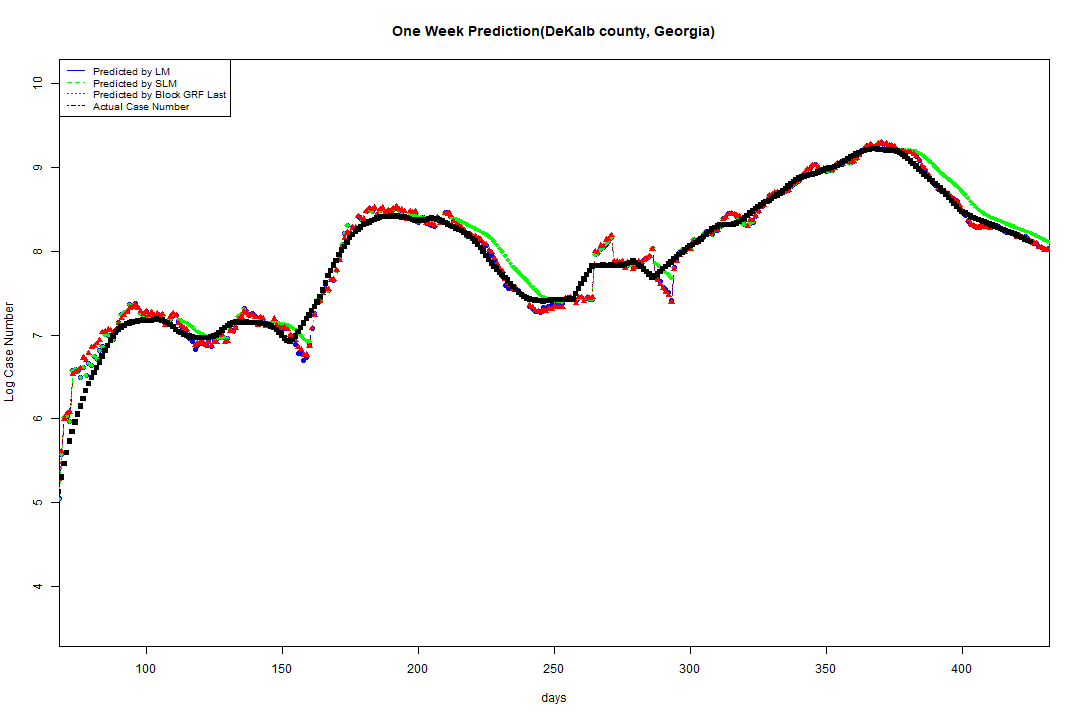 One Week Prediction(DeKalb county, Georgia)
Predicted by LM
Predicted by SLM
Predicted by Block GRF Last
Actual Case Number
10
9
8
7
6
5
4
Log Case Number
100 150 200 250 300 350 400
days